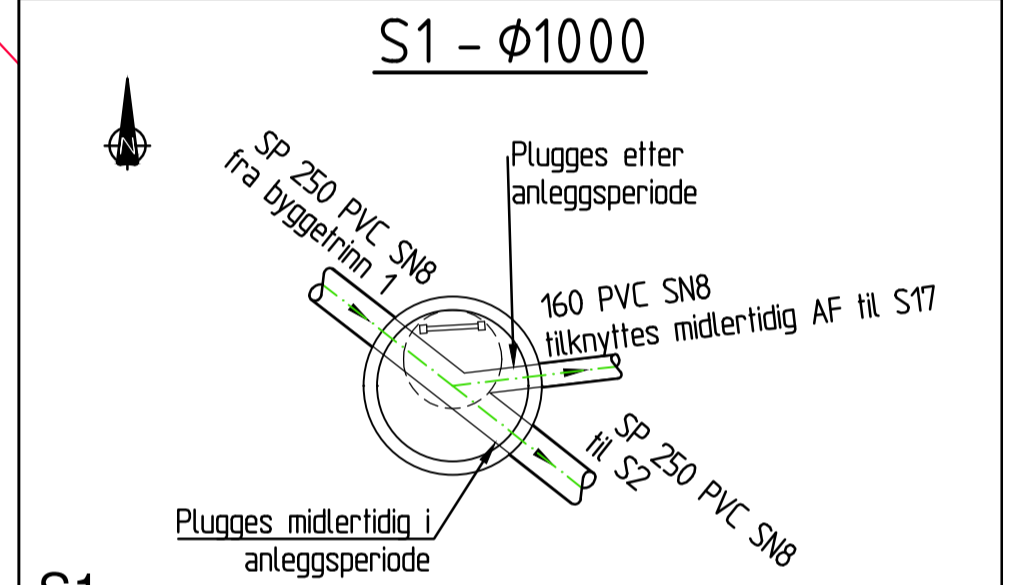 S1 - Φ1000
N
SP 250 PVC SN8
fra byggetrinn 1
Plugges etter
anleggsperiode
160 PVC SN8
tilknyttes midlertidig AF til S17
SP 250 PVC SN8
til S2
Plugges midlertidig i
anleggsperiode
S1